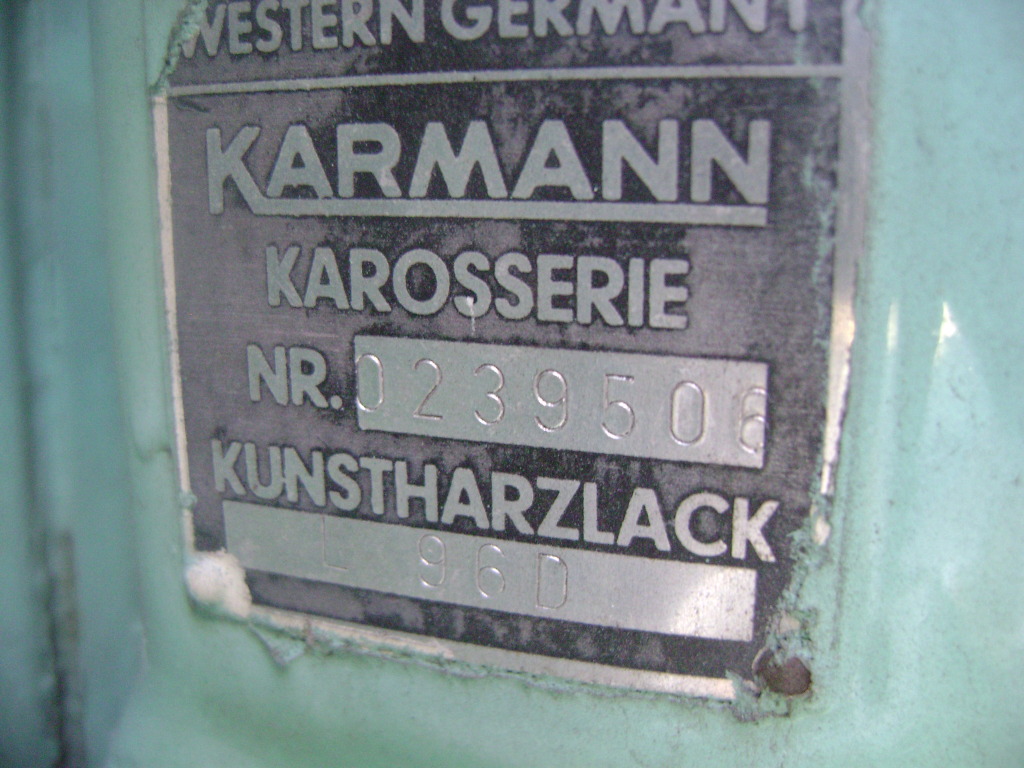 WESTERN GERMANY
KARMANN
KAROSSERIE
NR. 0239506
KUNSTHARZLACK
L 96D